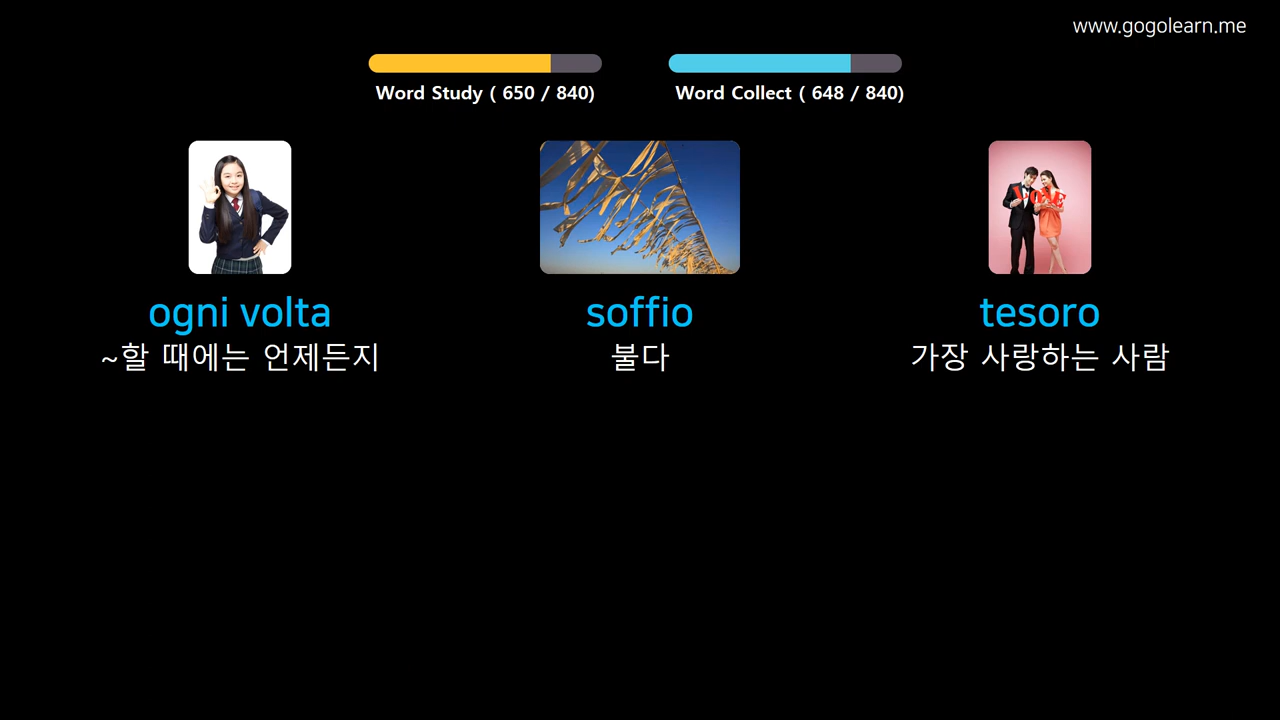 www.gogolearn.me
Word Study ( 650 / 840)
Word Collect ( 648 / 840)
ogni volta
~할 때에는 언제든지
soffio
불다
tesoro
가장 사랑하는 사람